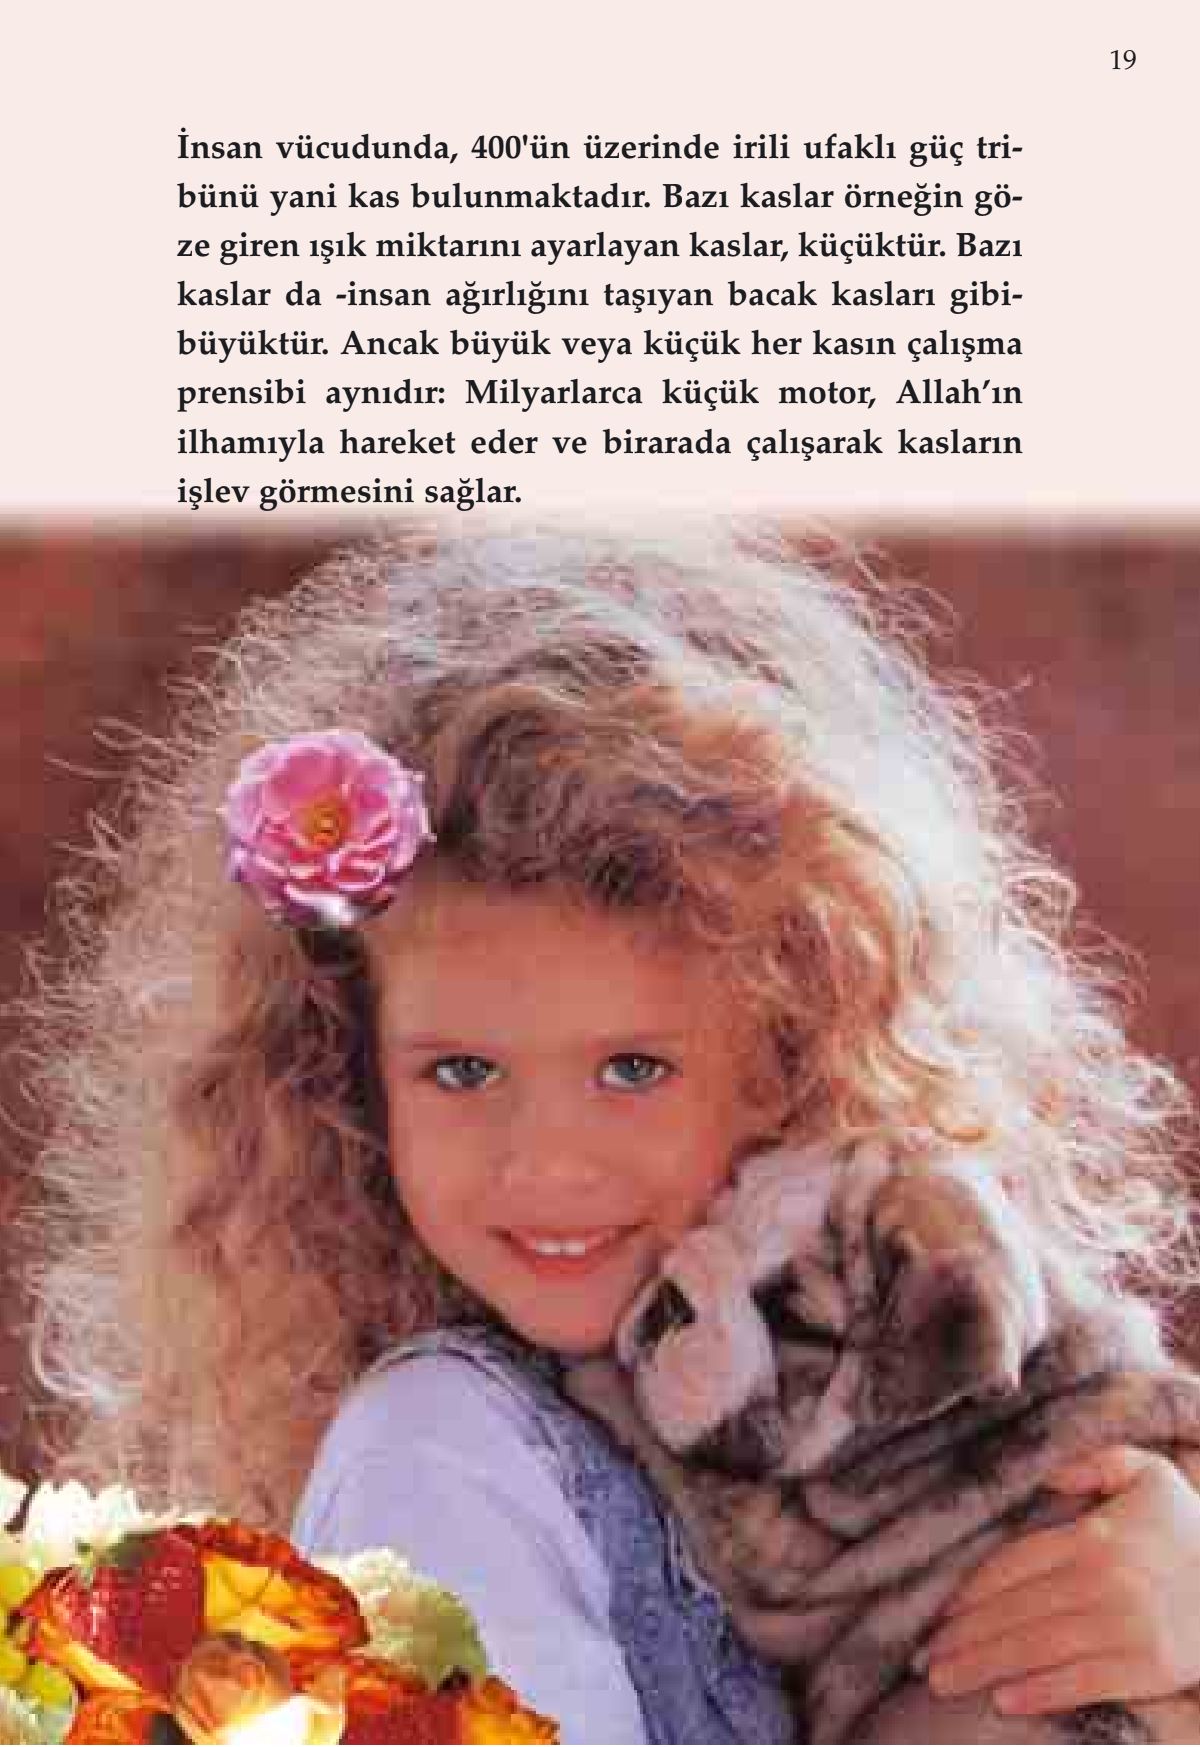 19
İnsan vücudunda, 400'ün üzerinde irili ufaklı güç tri-
bünü yani kas bulunmaktadır. Bazı kaslar örneğin gö-
ze giren ışık miktarını ayarlayan kaslar, küçüktür. Bazı
kaslar da -insan ağırlığını taşıyan bacak kasları gibi-
büyüktür. Ancak büyük veya küçük her kasın çalışma
prensibi aynıdır: Milyarlarca küçük motor, Allah’ın
ilhamıyla hareket eder ve birarada çalışarak kasların
işlev görmesini sağlar.